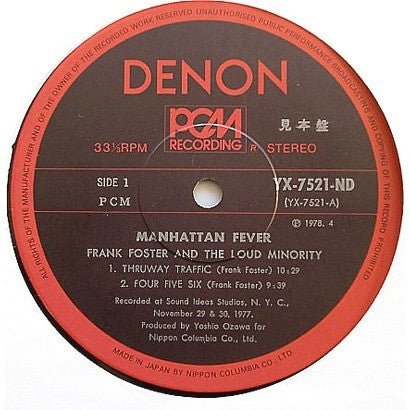 ALL RIGHTS OF THE MANUFACTURER AND OF THE OWNER OF THE RECORDED WORK RESERVED. UNAUTHORISED PUBLIC PERFORMANCE BROADCASTING AND COPYING OF THIS RECORD PROHIBITED
DENON
PCM
RECORDING
33⅓RPM
R STEREO
見本盤
SIDE 1
PCM
YX-7521-ND
(YX-7521-A)
Ⓟ 1978. 4
MANHATTAN FEVER
FRANK FOSTER AND THE LOUD MINORITY
1. THRUWAY TRAFFIC (Frank Foster) 10:29
2. FOUR FIVE SIX (Frank Foster) 9:39
Recorded at Sound Ideas Studios, N. Y. C.,
November 29 & 30, 1977.
Produced by Yoshio Ozawa for
Nippon Columbia Co., Ltd.
MADE IN JAPAN BY NIPPON COLUMBIA CO., LTD.